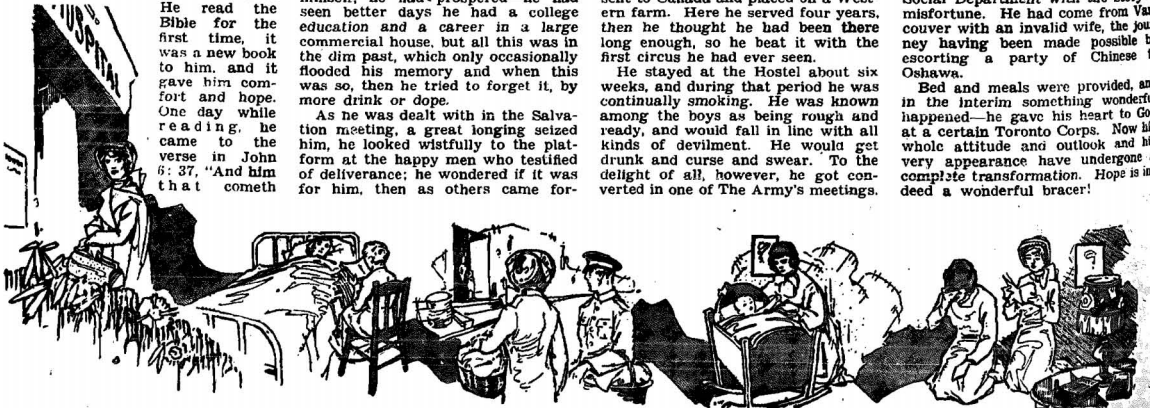 SPITAL
He read the
Bible for the
first time, it
was a new book
to him, and it
gave him com-
fort and hope.
One day while
reading, he
came to the
verse in John
6: 37, "And him
that cometh
himself, he had prospered he had
seen better days he had a college
education and a career in a large
commercial house, but all this was in
the dim past, which only occasionally
flooded his memory and when this
was so, then he tried to forget it, by
more drink or dope.
As he was dealt with in the Salva-
tion meeting, a great longing seized
him, he looked wistfully to the plat-
form at the happy men who testified
of deliverance; he wondered if it was
for him, then as others came for-
sent to Canada and placed on a West-
ern farm. Here he served four years,
then he thought he had been there
long enough, so he beat it with the
first circus he had ever seen.
He stayed at the Hostel about six
weeks, and during that period he was
continually smoking. He was known
among the boys as being rough and
ready, and would fall in line with all
kinds of devilment. He would get
drunk and curse and swear. To the
delight of all, however, he got con-
verted in one of The Army's meetings.
Social Department with the
misfortune. He had come from Van
couver with an invalid wife, the jour
ney having been made possible b
escorting a party of Chinese t
Oshawa.
Bed and meals were provided, an
in the interim something wonderfu
happened—he gave his heart to Go
at a certain Toronto Corps. Now hi
whole attitude and outlook and hi
very appearance have undergone
complete transformation. Hope is in
deed a wonderful bracer!